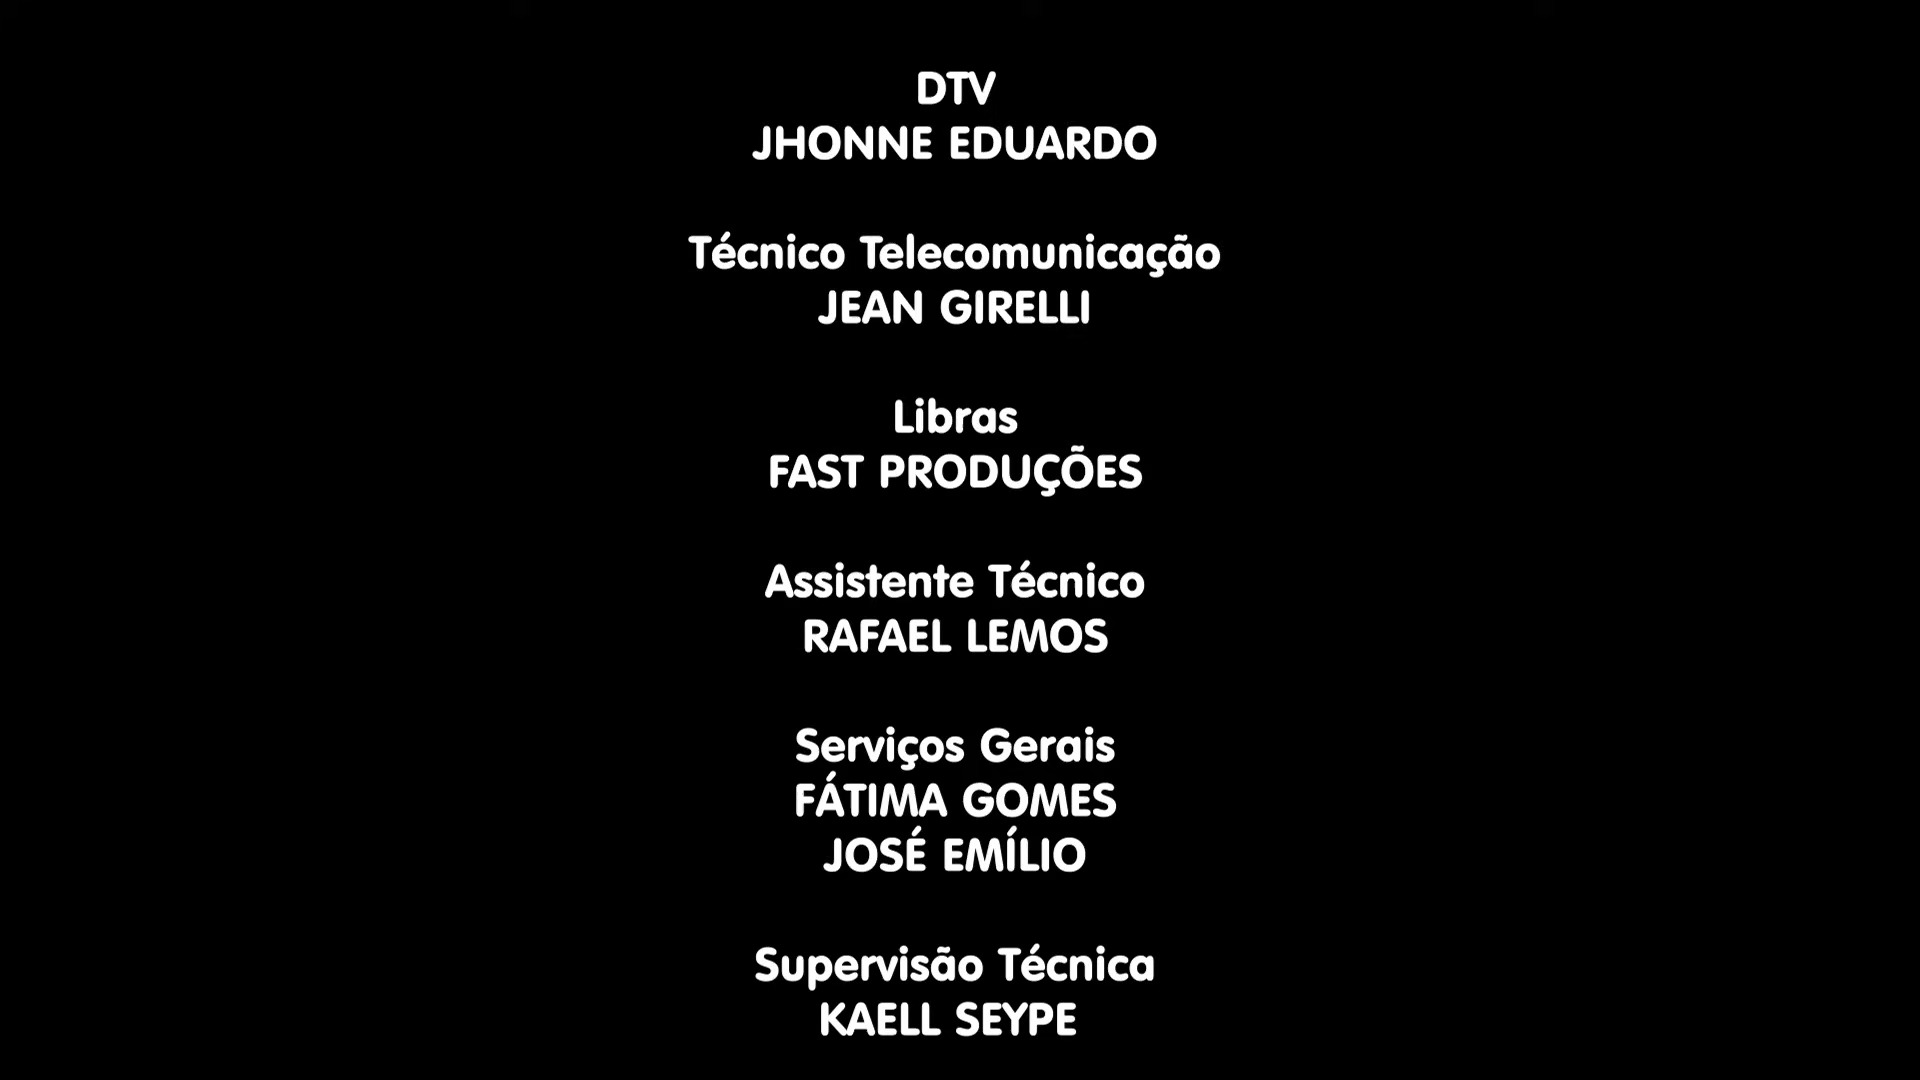 DTV
JHONNE EDUARDO
Técnico Telecomunicação
JEAN GIRELLI
Libras
FAST PRODUÇÕES
Assistente Técnico
RAFAEL LEMOS
Serviços Gerais
FÁTIMA GOMES
JOSÉ EMÍLIO
Supervisão Técnica
KAELL SEYPE